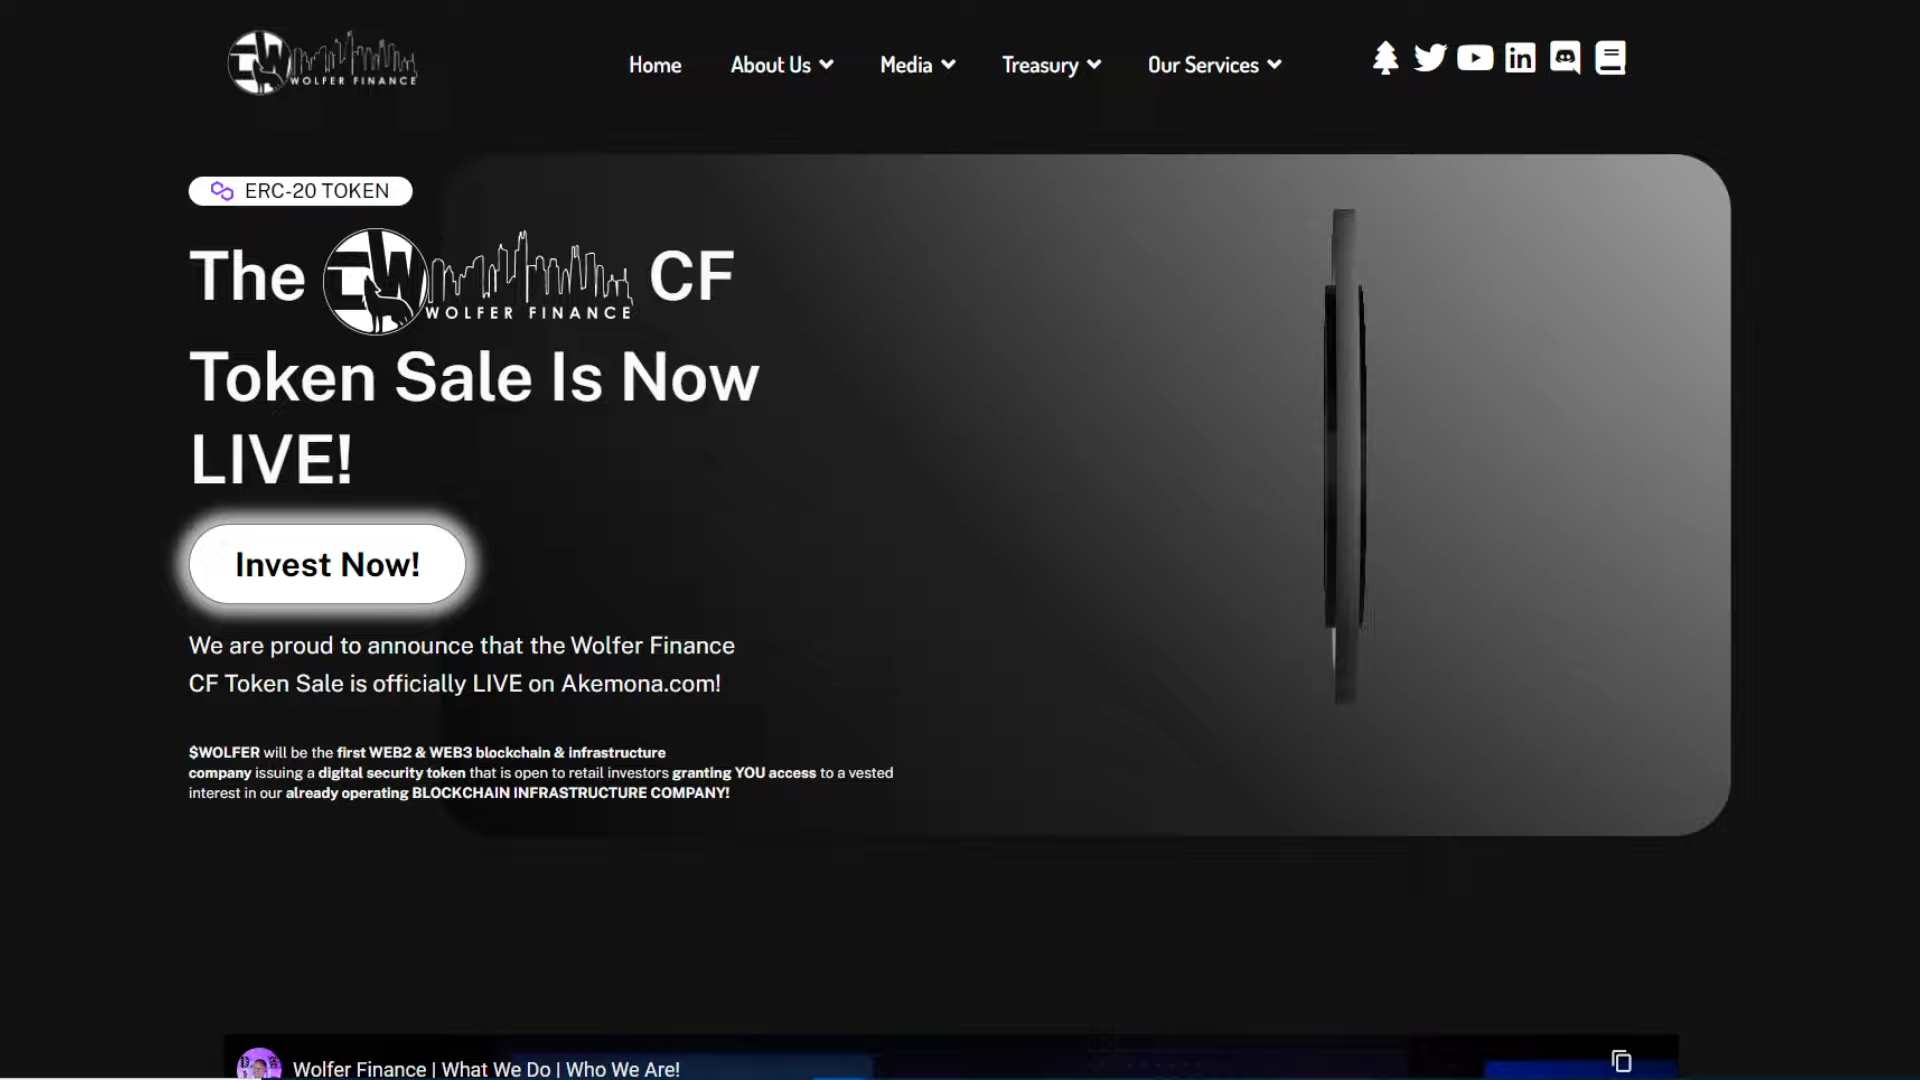 WOLFER FINANCE
Home
About Us
Media
Treasury
Our Services
ERC-20 TOKEN
The WOLFER FINANCE CF
Token Sale Is Now
LIVE!
Invest Now!
We are proud to announce that the Wolfer Finance
CF Token Sale is officially LIVE on Akemona.com!
$WOLFER will be the first WEB2 & WEB3 blockchain & infrastructure
company issuing a digital security token that is open to retail investors granting YOU access to a vested
interest in our already operating BLOCKCHAIN INFRASTRUCTURE COMPANY!
Wolfer Finance | What We Do | Who We Are!